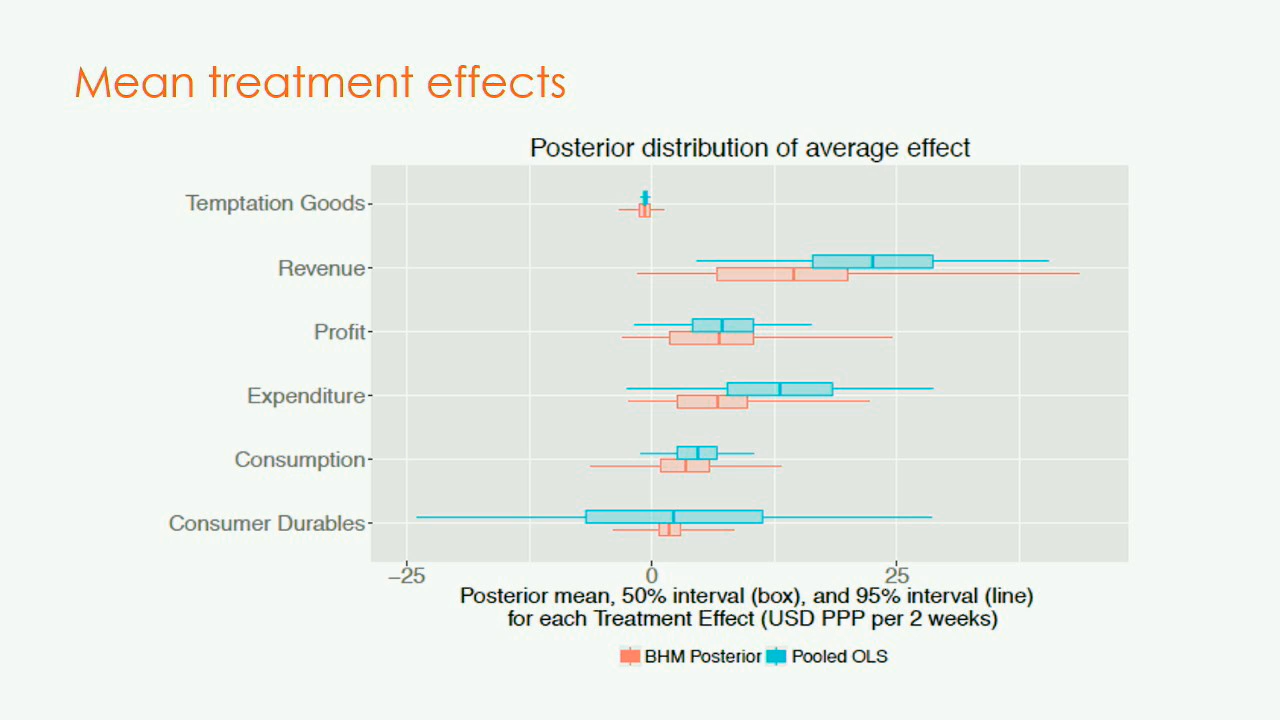 Mean treatment effects
Posterior distribution of average effect
Temptation Goods
Revenue
Profit
Expenditure
Consumption
Consumer Durables
−25 0 25
Posterior mean, 50% interval (box), and 95% interval (line)
for each Treatment Effect (USD PPP per 2 weeks)
BHM Posterior Pooled OLS